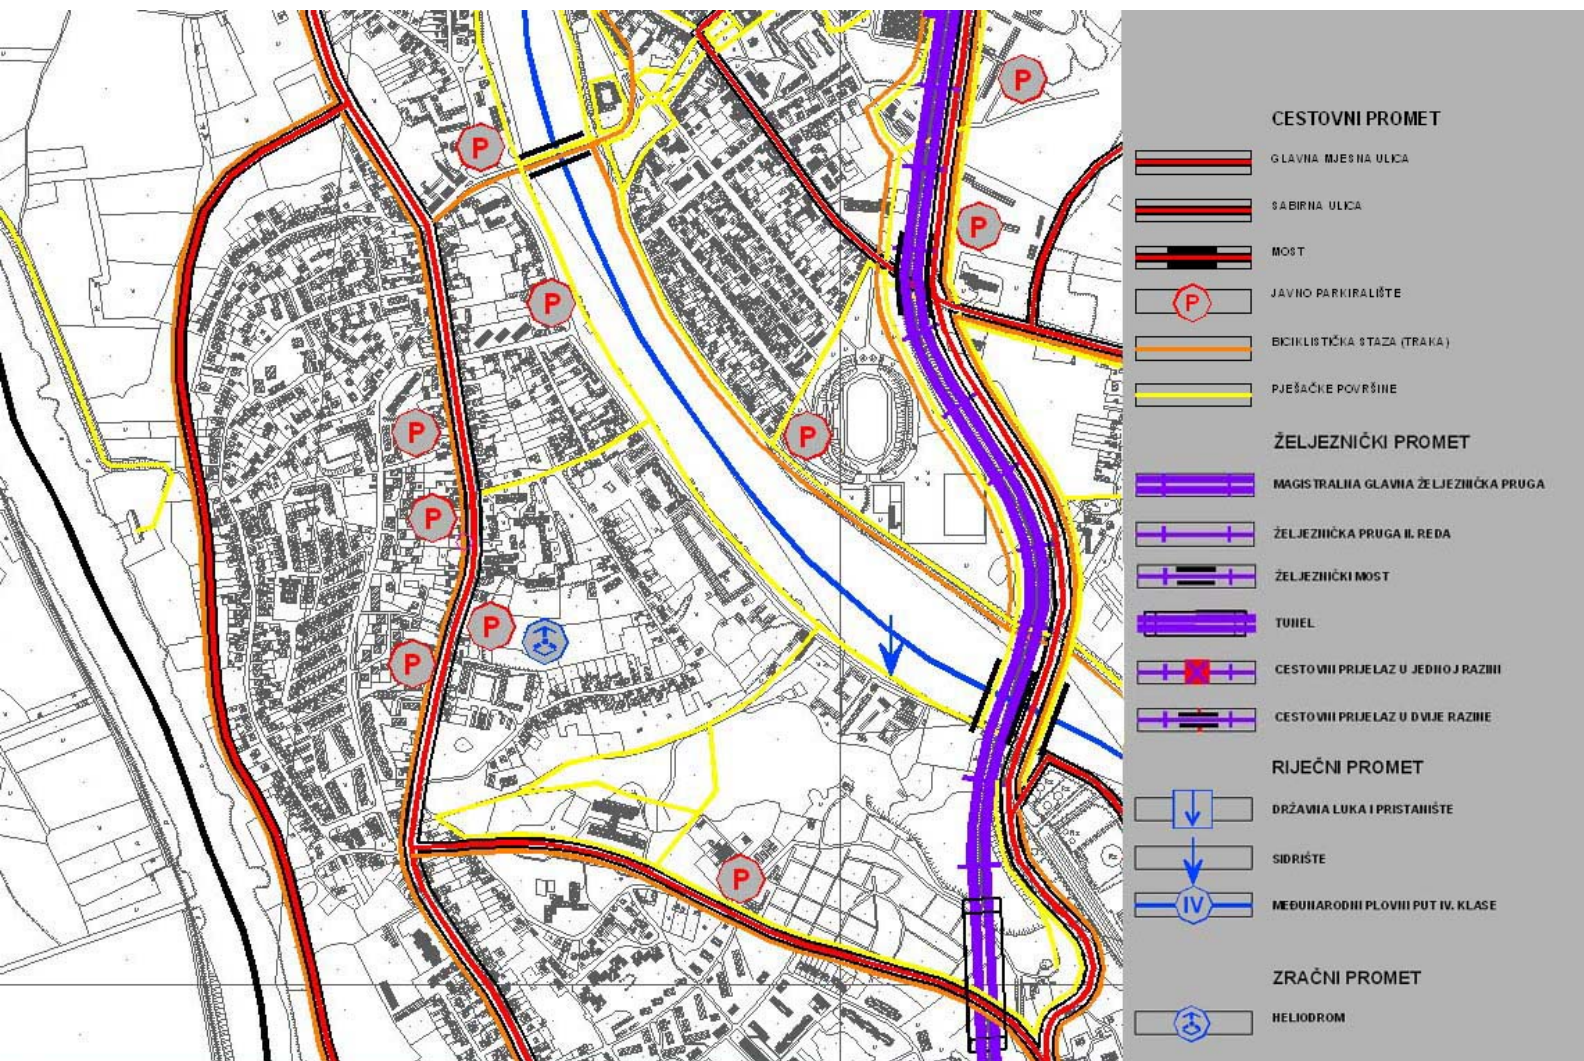 P
P
P
P
P
P
P
P
P
P
CESTOVNI PROMET
GLAVNA MJESNA ULICA
SABIRNA ULICA
MOST
P
JAVNO PARKIRALIŠTE
BICIKLISTIČKA STAZA (TRAKA)
PJEŠAČKE POVRŠINE
ŽELJEZNIČKI PROMET
MAGISTRALNA GLAVNA ŽELJEZNIČKA PRUGA
ŽELJEZNIČKA PRUGA II. REDA
ŽELJEZNIČKI MOST
TUNEL
CESTOVNI PRIJELAZ U JEDNOJ RAZINI
CESTOVNI PRIJELAZ U DVIJE RAZINE
RIJEČNI PROMET
DRŽAVNA LUKA I PRISTANIŠTE
SIDRIŠTE
IV
MEĐUNARODNI PLOVNI PUT IV. KLASE
ZRAČNI PROMET
HELIODROM